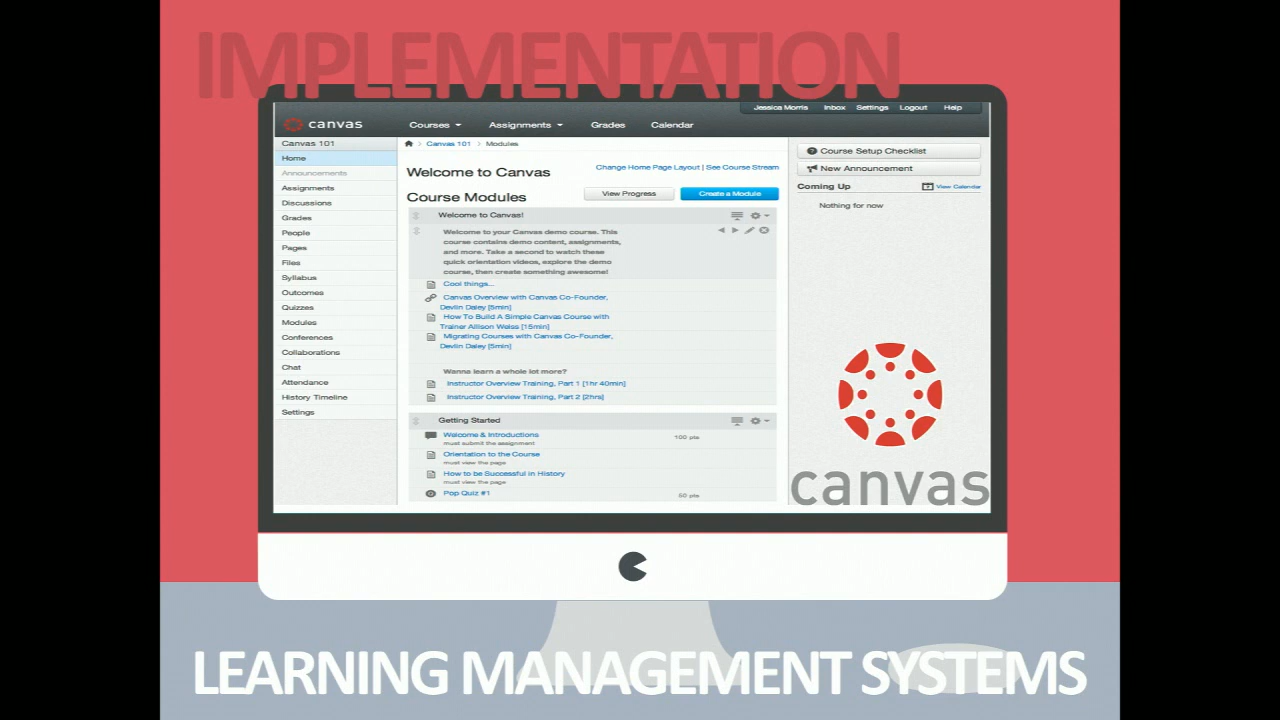 IMPLEMENTATION
Jessica Morris Inbox Settings Logout Help
canvas Courses Assignments Grades Calendar
Canvas 101
Home
Announcements
Assignments
Discussions
Grades
People
Pages
Files
Syllabus
Outcomes
Quizzes
Modules
Conferences
Collaborations
Chat
Attendance
History Timeline
Settings
Canvas 101 > Modules
Change Home Page Layout | See Course Stream
Welcome to Canvas
Course Modules
View Progress Create a Module
Welcome to Canvas!
Welcome to your Canvas demo course. This
course contains demo content, assignments,
and more. Take a second to watch these
quick orientation videos, explore the demo
course, then create something awesome!
Cool things...
Canvas Overview with Canvas Co-Founder,
Devlin Daley [5min]
How To Build A Simple Canvas Course with
Trainer Allison Weiss [15min]
Migrating Courses with Canvas Co-Founder,
Devlin Daley [5min]
Wanna learn a whole lot more?
Instructor Overview Training, Part 1 [1hr 40min]
Instructor Overview Training, Part 2 [2hrs]
Getting Started
Welcome & Introductions
must submit the assignment
100 pts
Orientation to the Course
must view the page
How to be Successful in History
must view the page
Pop Quiz #1
50 pts
Course Setup Checklist
New Announcement
Coming Up View Calendar
Nothing for now
canvas
LEARNING MANAGEMENT SYSTEMS